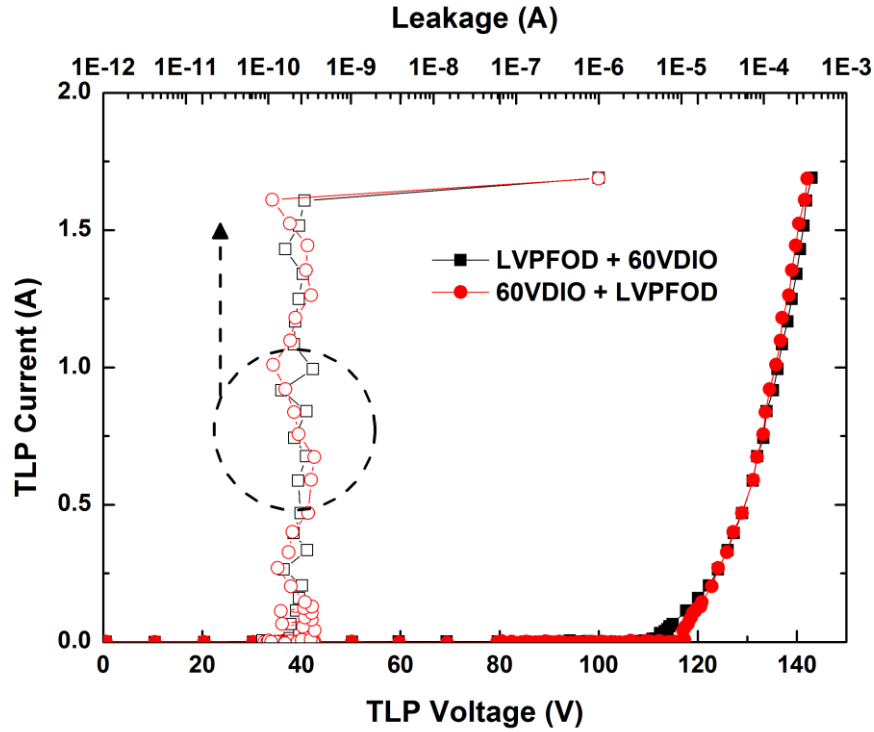 Leakage (A)
1E-12 1E-11 1E-10 1E-9 1E-8 1E-7 1E-6 1E-5 1E-4 1E-3
2.0
1.5
LVPFOD + 60VDIO
60VDIO + LVPFOD
TLP Current (A)
1.0
0.5
0.0
0 20 40 60 80 100 120 140
TLP Voltage (V)